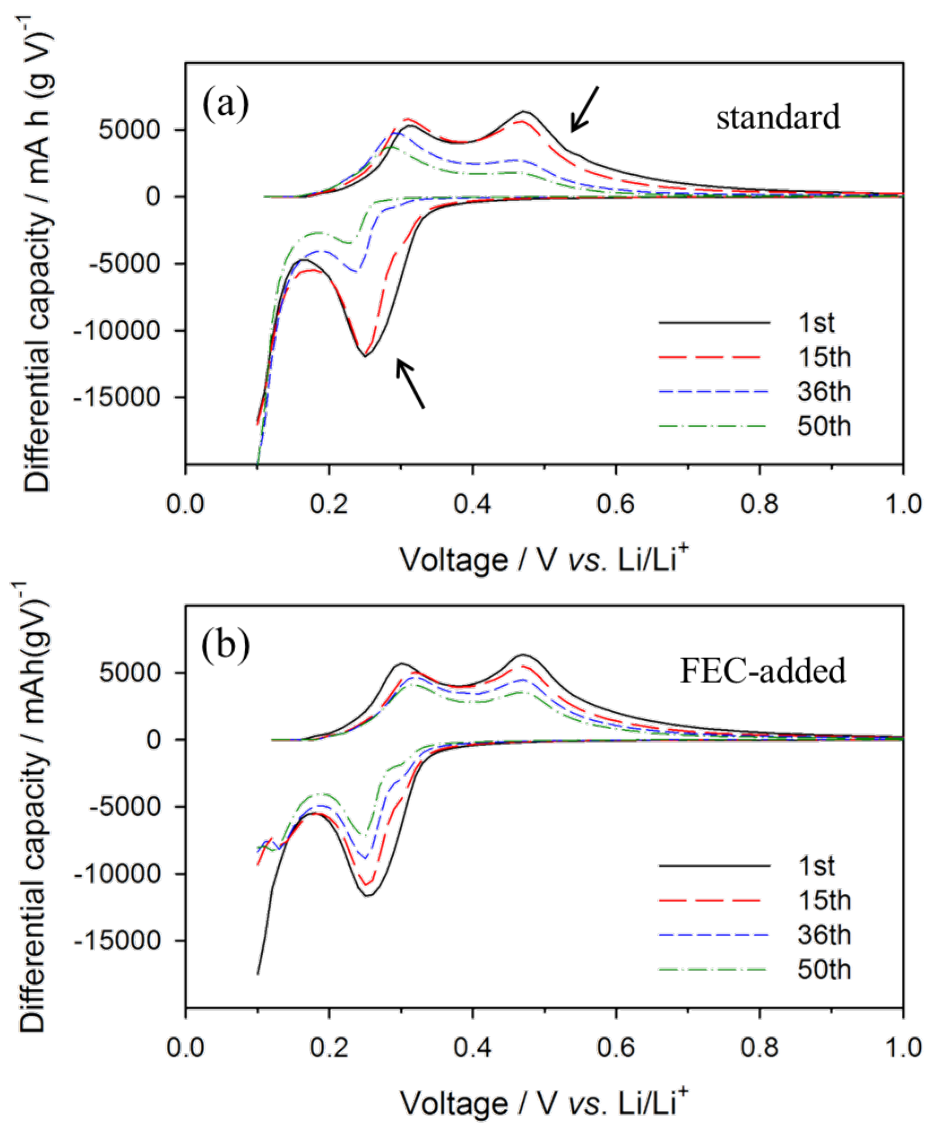 Differential capacity / mA h (g V)⁻¹
(a)
standard
5000
0
-5000
-10000
-15000
1st
15th
36th
50th
0.0 0.2 0.4 0.6 0.8 1.0
Voltage / V vs. Li/Li⁺
Differential capacity / mAh(gV)⁻¹
(b)
FEC-added
5000
0
-5000
-10000
-15000
1st
15th
36th
50th
0.0 0.2 0.4 0.6 0.8 1.0
Voltage / V vs. Li/Li⁺